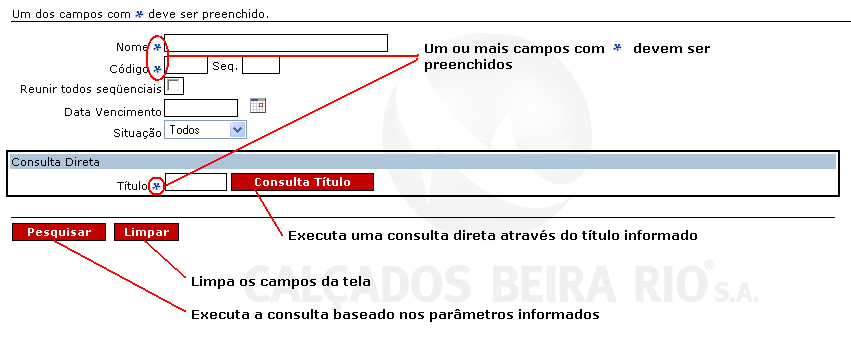 Um dos campos com * deve ser preenchido.
Nome *
Um ou mais campos com * devem ser
preenchidos
Código * Seq.
Reunir todos seqüenciais
Data Vencimento
Situação Todos
Consulta Direta
Título * Consulta Título
Pesquisar Limpar
Executa uma consulta direta através do título informado
Limpa os campos da tela
CALÇADOS BEIRA RIO® S.A.
Executa a consulta baseado nos parâmetros informados